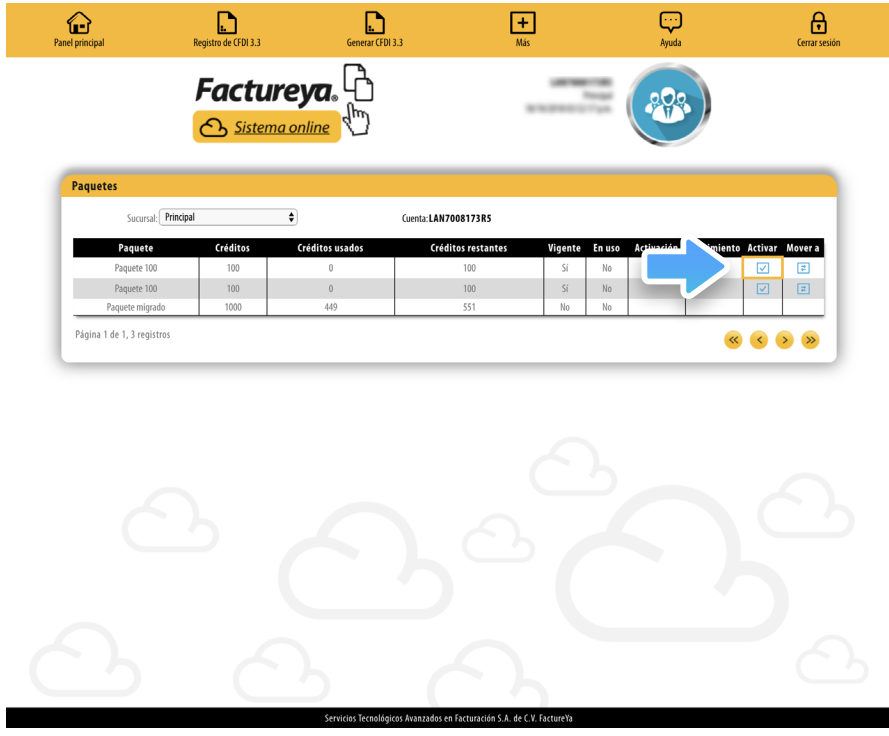 Panel principal Registro de CFDI 3.3 Generar CFDI 3.3 Más Ayuda Cerrar sesión
Factureya®
Sistema online
Paquetes
Sucursal: Principal Cuenta: LAN7008173R5
Paquete Créditos Créditos usados Créditos restantes Vigente En uso Activación Activar Mover a
Paquete 100 100 0 100 Sí No
Paquete 100 100 0 100 Sí No
Paquete migrado 1000 449 551 No No
Página 1 de 1, 3 registros
Servicios Tecnológicos Avanzados en Facturación S.A. de C.V. FactureYa